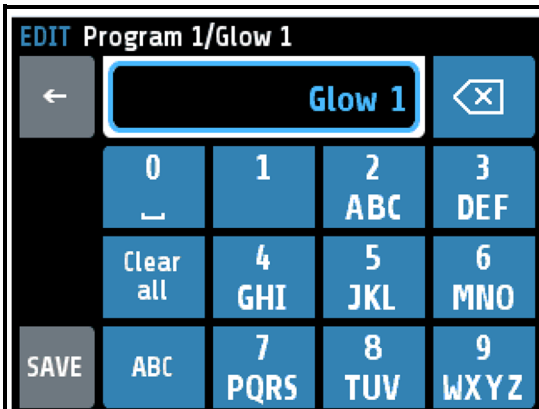 EDIT Program 1/Glow 1
←
Glow 1
0
1
2
ABC
3
DEF
Clear
all
4
GHI
5
JKL
6
MNO
SAVE
ABC
7
PQRS
8
TUV
9
WXYZ